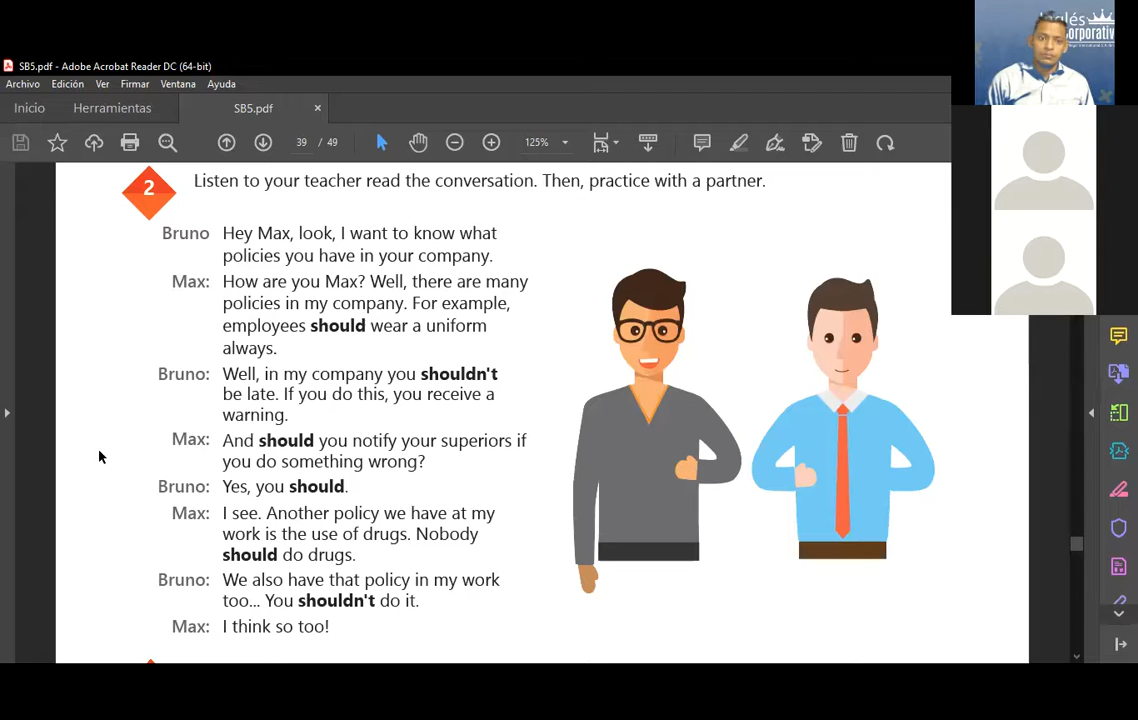 Inglés
Corporativ
SB5.pdf - Adobe Acrobat Reader DC (64-bit)
Archivo Edición Ver Firmar Ventana Ayuda
Inicio Herramientas SB5.pdf ×
39 / 49 125%
2 Listen to your teacher read the conversation. Then, practice with a partner.
Bruno Hey Max, look, I want to know what
policies you have in your company.
Max: How are you Max? Well, there are many
policies in my company. For example,
employees should wear a uniform
always.
Bruno: Well, in my company you shouldn't
be late. If you do this, you receive a
warning.
Max: And should you notify your superiors if
you do something wrong?
Bruno: Yes, you should.
Max: I see. Another policy we have at my
work is the use of drugs. Nobody
should do drugs.
Bruno: We also have that policy in my work
too... You shouldn't do it.
Max: I think so too!